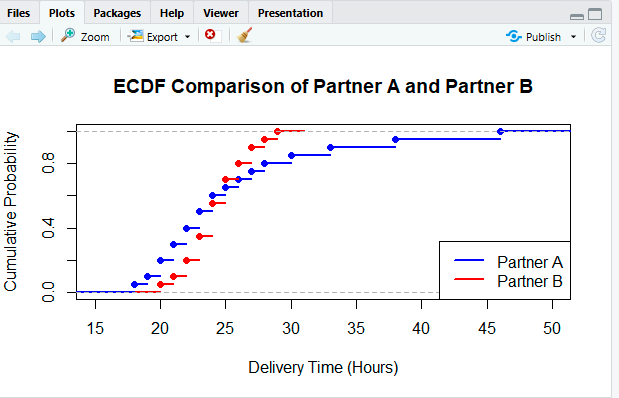 Files Plots Packages Help Viewer Presentation
Zoom Export Publish
ECDF Comparison of Partner A and Partner B
Cumulative Probability
0.0 0.4 0.8
Partner A
Partner B
15 20 25 30 35 40 45 50
Delivery Time (Hours)